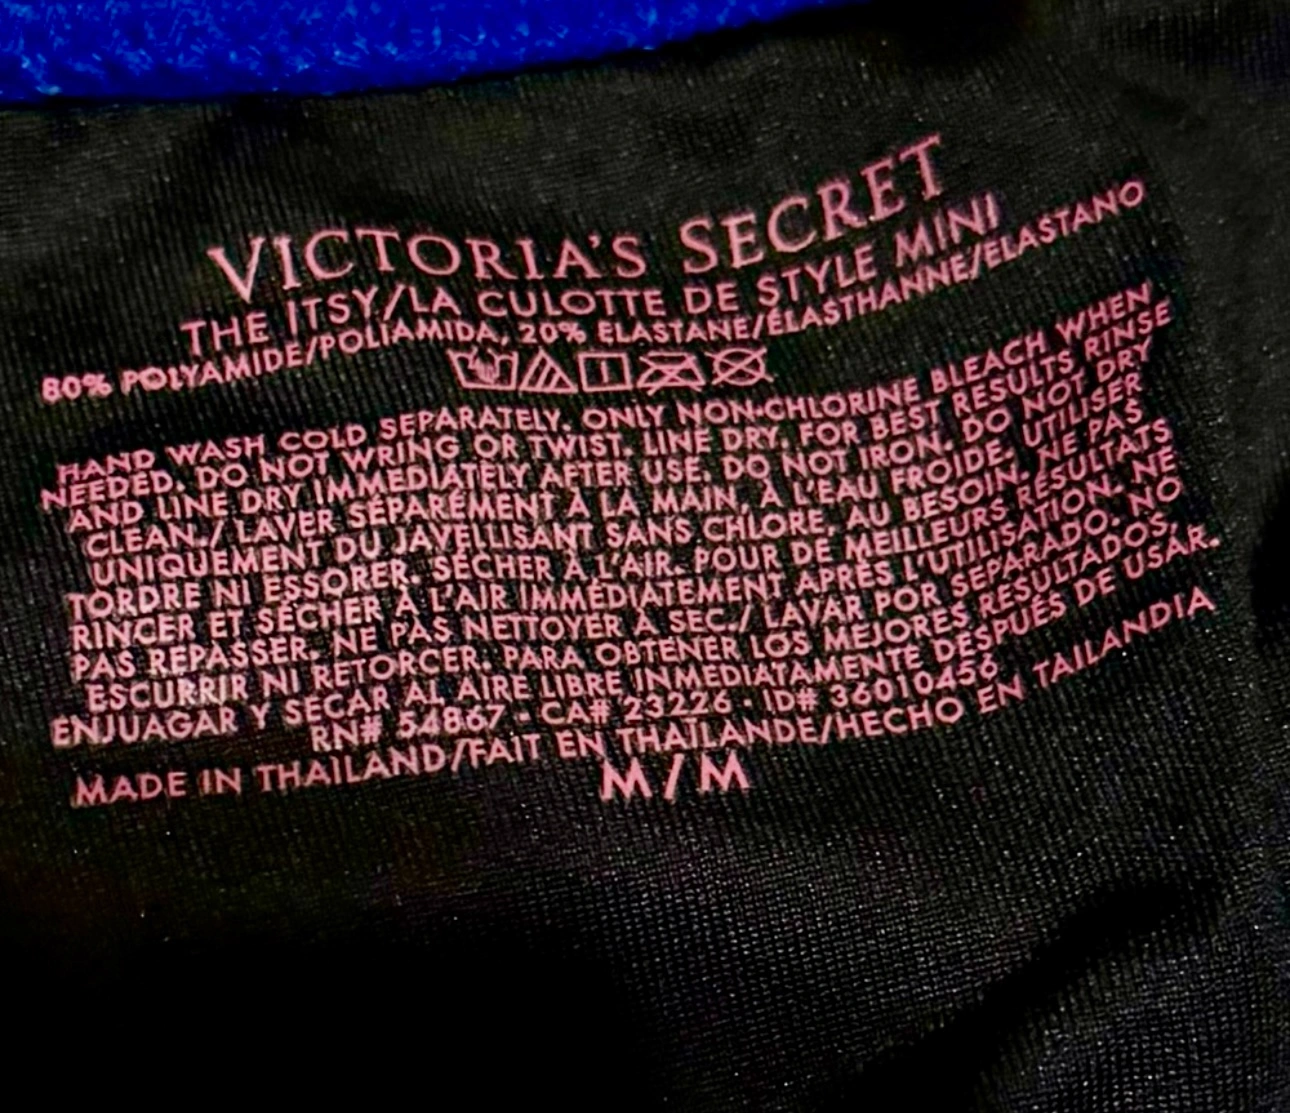 VICTORIA'S SECRET
THE ITSY/LA CULOTTE DE STYLE MINI
80% POLYAMIDE/POLIAMIDA, 20% ELASTANE/ÉLASTHANNE/ELASTANO
HAND WASH COLD SEPARATELY. ONLY NON-CHLORINE BLEACH WHEN
NEEDED. DO NOT WRING OR TWIST. LINE DRY. FOR BEST RESULTS RINSE
AND LINE DRY IMMEDIATELY AFTER USE. DO NOT IRON. DO NOT DRY
CLEAN./ LAVER SÉPARÉMENT À LA MAIN, À L'EAU FROIDE. UTILISER
UNIQUEMENT DU JAVELLISANT SANS CHLORE, AU BESOIN. NE PAS
TORDRE NI ESSORER. SÉCHER À L'AIR. POUR DE MEILLEURS RÉSULTATS
RINCER ET SÉCHER À L'AIR IMMÉDIATEMENT APRÈS L'UTILISATION. NE
PAS REPASSER. NE PAS NETTOYER À SEC./ LAVAR POR SEPARADO. NO
ESCURRIR NI RETORCER. PARA OBTENER LOS MEJORES RESULTADOS,
ENJUAGAR Y SECAR AL AIRE LIBRE INMEDIATAMENTE DESPUÉS DE USAR.
RN# 54867 - CA# 23226 - ID# 36010456
MADE IN THAILAND/FAIT EN THAÏLANDE/HECHO EN TAILANDIA
M/M